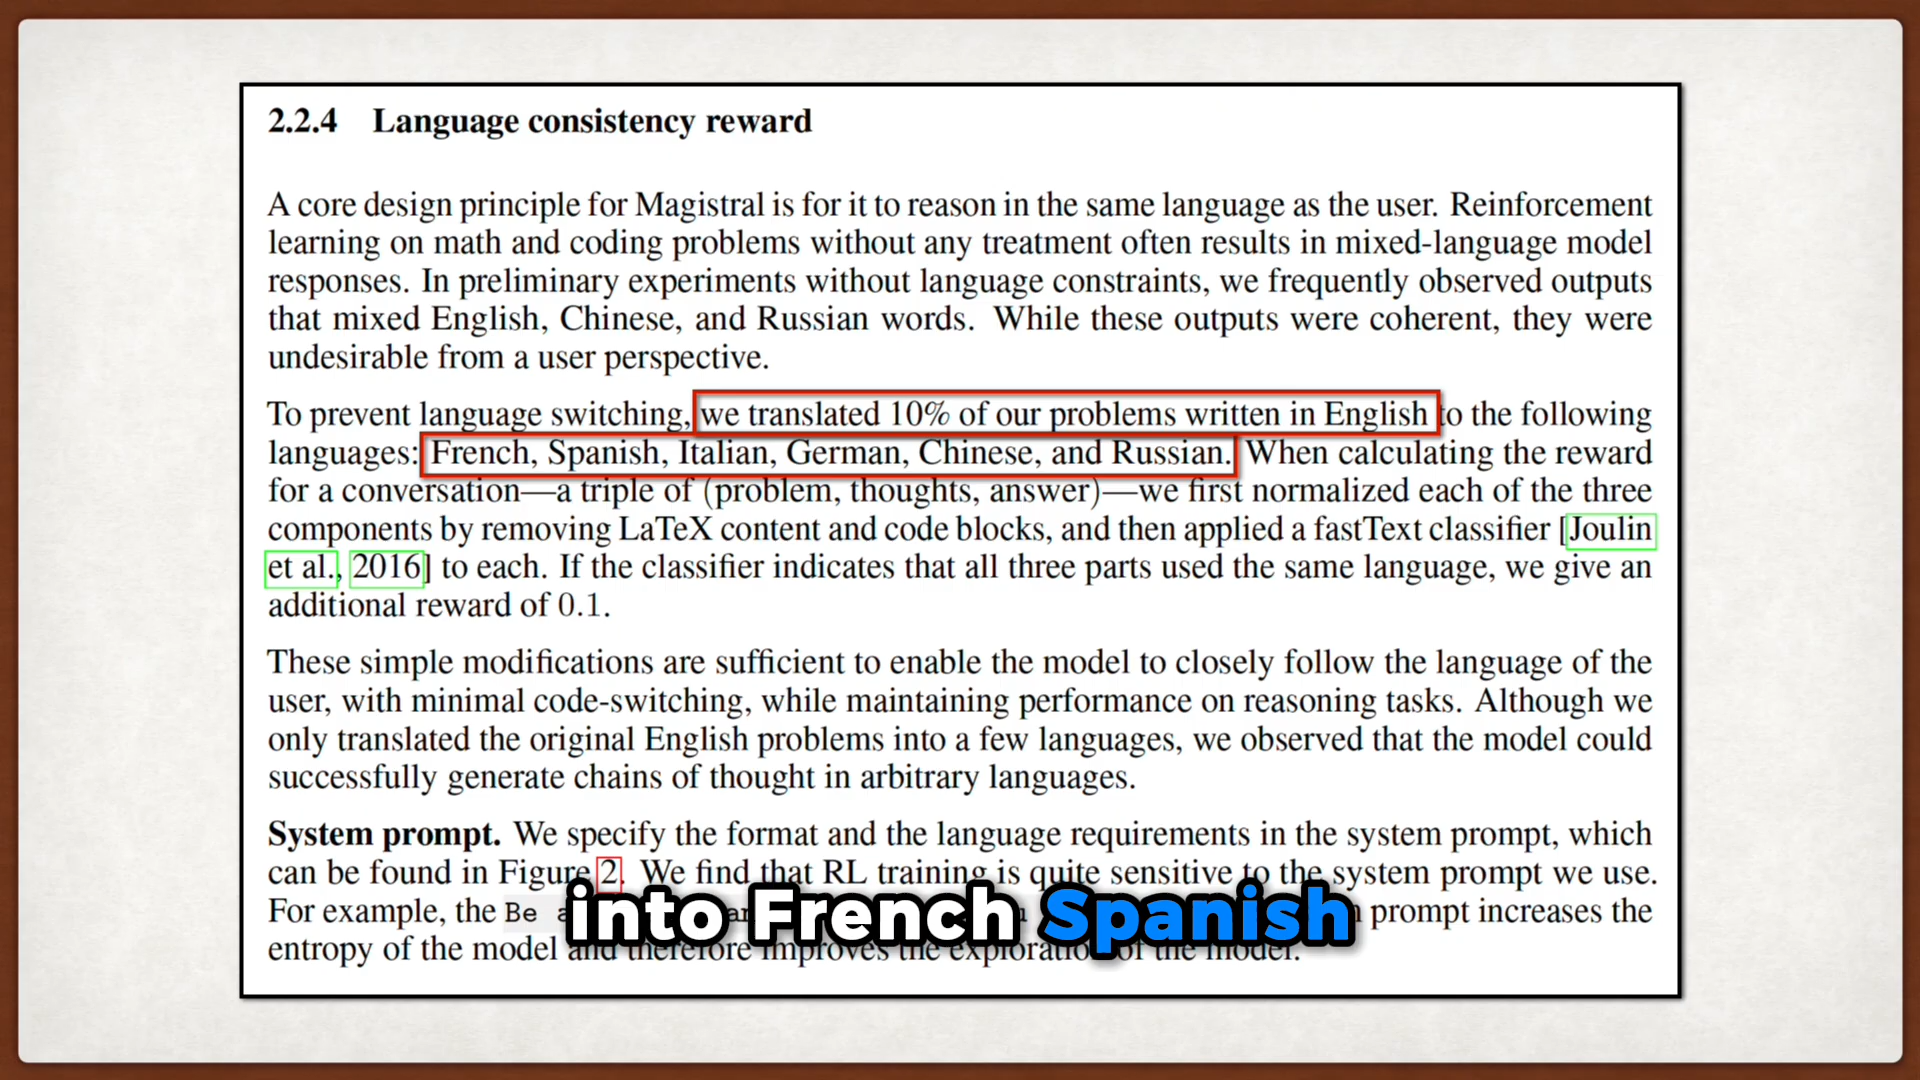 2.2.4 Language consistency reward
A core design principle for Magistral is for it to reason in the same language as the user. Reinforcement
learning on math and coding problems without any treatment often results in mixed-language model
responses. In preliminary experiments without language constraints, we frequently observed outputs
that mixed English, Chinese, and Russian words. While these outputs were coherent, they were
undesirable from a user perspective.
To prevent language switching, we translated 10% of our problems written in English to the following
languages: French, Spanish, Italian, German, Chinese, and Russian. When calculating the reward
for a conversation—a triple of (problem, thoughts, answer)—we first normalized each of the three
components by removing LaTeX content and code blocks, and then applied a fastText classifier [Joulin
et al., 2016] to each. If the classifier indicates that all three parts used the same language, we give an
additional reward of 0.1.
These simple modifications are sufficient to enable the model to closely follow the language of the
user, with minimal code-switching, while maintaining performance on reasoning tasks. Although we
only translated the original English problems into a few languages, we observed that the model could
successfully generate chains of thought in arbitrary languages.
System prompt. We specify the format and the language requirements in the system prompt, which
can be found in Figure 2. We find that RL training is quite sensitive to the system prompt we use.
For example, the Be prompt increases the
entropy of the model and therefore improves the exploration of the model.
into French Spanish